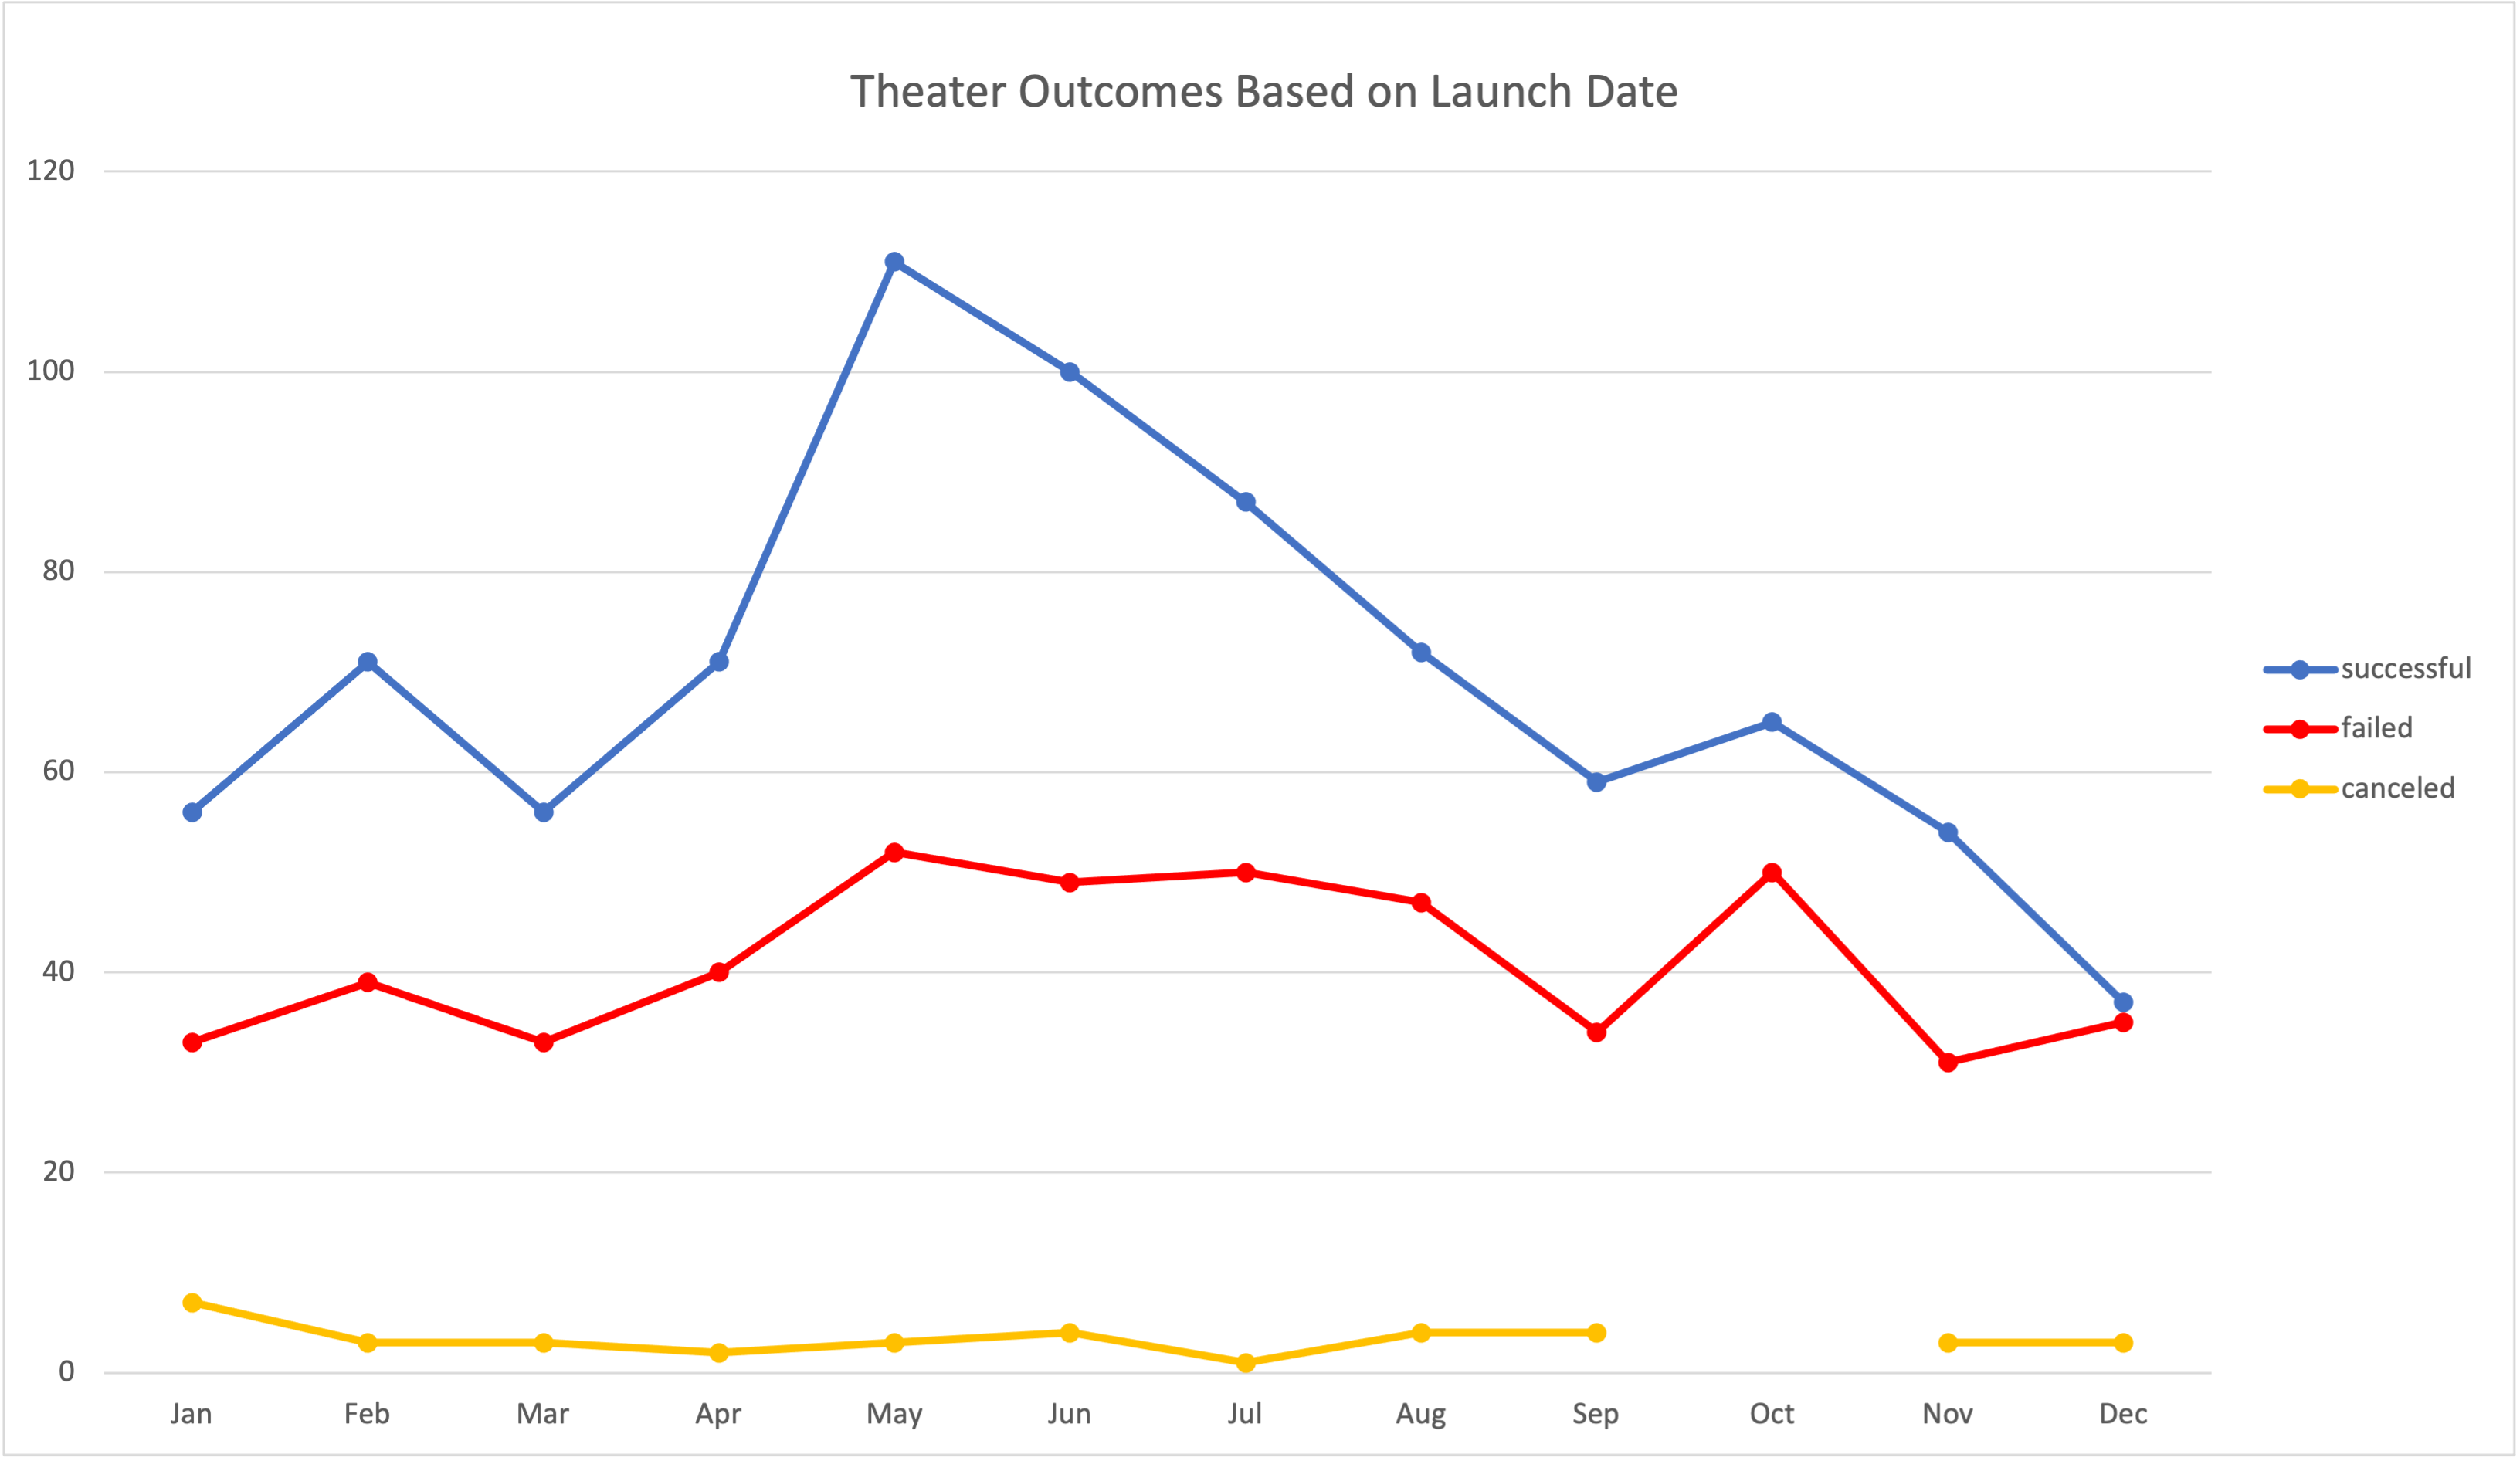 Theater Outcomes Based on Launch Date
120
100
80
60
40
20
0
Jan Feb Mar Apr May Jun Jul Aug Sep Oct Nov Dec
successful
failed
canceled